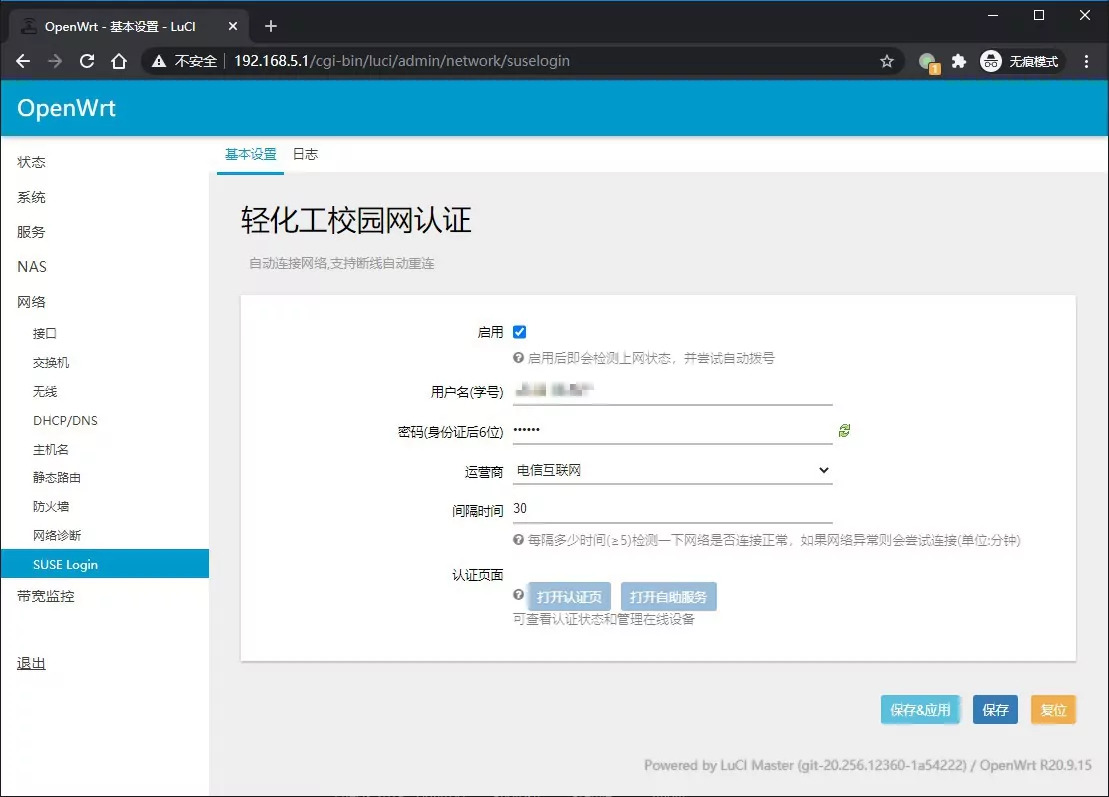 OpenWrt - 基本设置 - LuCI
不安全 192.168.5.1/cgi-bin/luci/admin/network/suselogin 1 无痕模式
OpenWrt
状态
系统
服务
NAS
网络
接口
交换机
无线
DHCP/DNS
主机名
静态路由
防火墙
网络诊断
SUSE Login
带宽监控
退出
基本设置 日志
轻化工校园网认证
自动连接网络,支持断线自动重连
启用
启用后即会检测上网状态，并尝试自动拨号
用户名(学号)
密码(身份证后6位) ••••••
运营商 电信互联网
间隔时间 30
每隔多少时间(≥5)检测一下网络是否连接正常，如果网络异常则会尝试连接(单位:分钟)
认证页面
打开认证页 打开自助服务
可查看认证状态和管理在线设备
保存&应用 保存 复位
Powered by LuCI Master (git-20.256.12360-1a54222) / OpenWrt R20.9.15